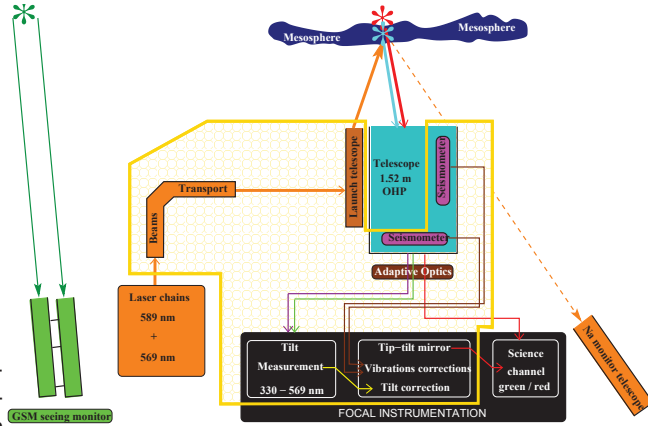 Mesosphere
Mesosphere
Launch telescope
Telescope
1.52 m
OHP
Seismometer
Seismometer
Transport
Beams
Adaptive Optics
Laser chains
589 nm
+
569 nm
Na monitor telescope
GSM seeing monitor
Tilt
Measurement
330 − 569 nm
Tip−tilt mirror
Vibrations corrections
Tilt correction
Science
channel
green / red
FOCAL INSTRUMENTATION